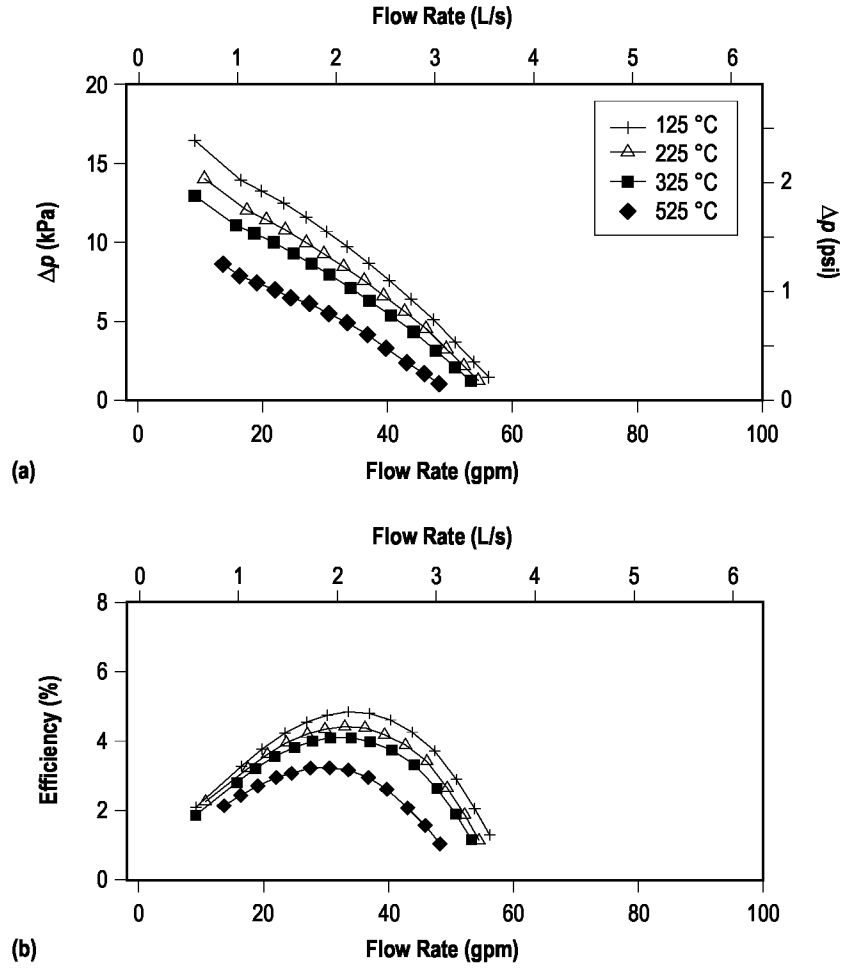 Flow Rate (L/s)
0 1 2 3 4 5 6
20
15
10
5
0
Δp (kPa)
125 °C
225 °C
325 °C
525 °C
2
1
0
Δp (psi)
0 20 40 60 80 100
(a) Flow Rate (gpm)
Flow Rate (L/s)
0 1 2 3 4 5 6
8
6
4
2
0
Efficiency (%)
0 20 40 60 80 100
(b) Flow Rate (gpm)